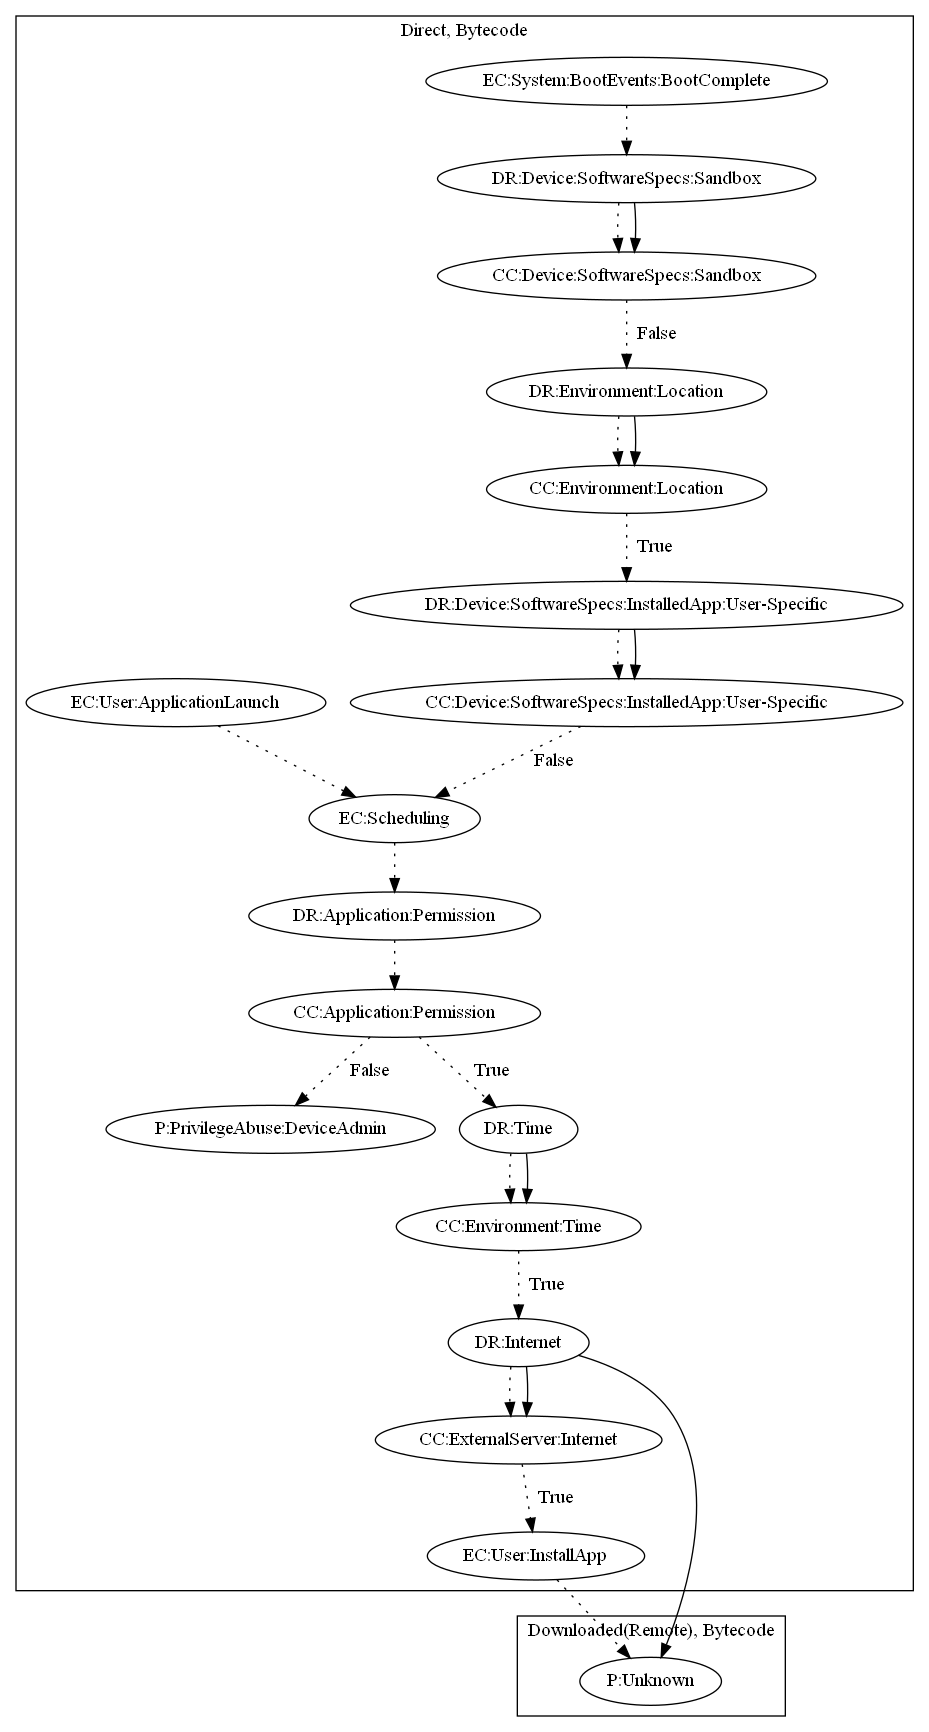 Direct, Bytecode
EC:System:BootEvents:BootComplete
DR:Device:SoftwareSpecs:Sandbox
CC:Device:SoftwareSpecs:Sandbox
False
DR:Environment:Location
CC:Environment:Location
True
DR:Device:SoftwareSpecs:InstalledApp:User-Specific
EC:User:ApplicationLaunch
CC:Device:SoftwareSpecs:InstalledApp:User-Specific
False
EC:Scheduling
DR:Application:Permission
CC:Application:Permission
False
True
P:PrivilegeAbuse:DeviceAdmin
DR:Time
CC:Environment:Time
True
DR:Internet
CC:ExternalServer:Internet
True
EC:User:InstallApp
Downloaded(Remote), Bytecode
P:Unknown